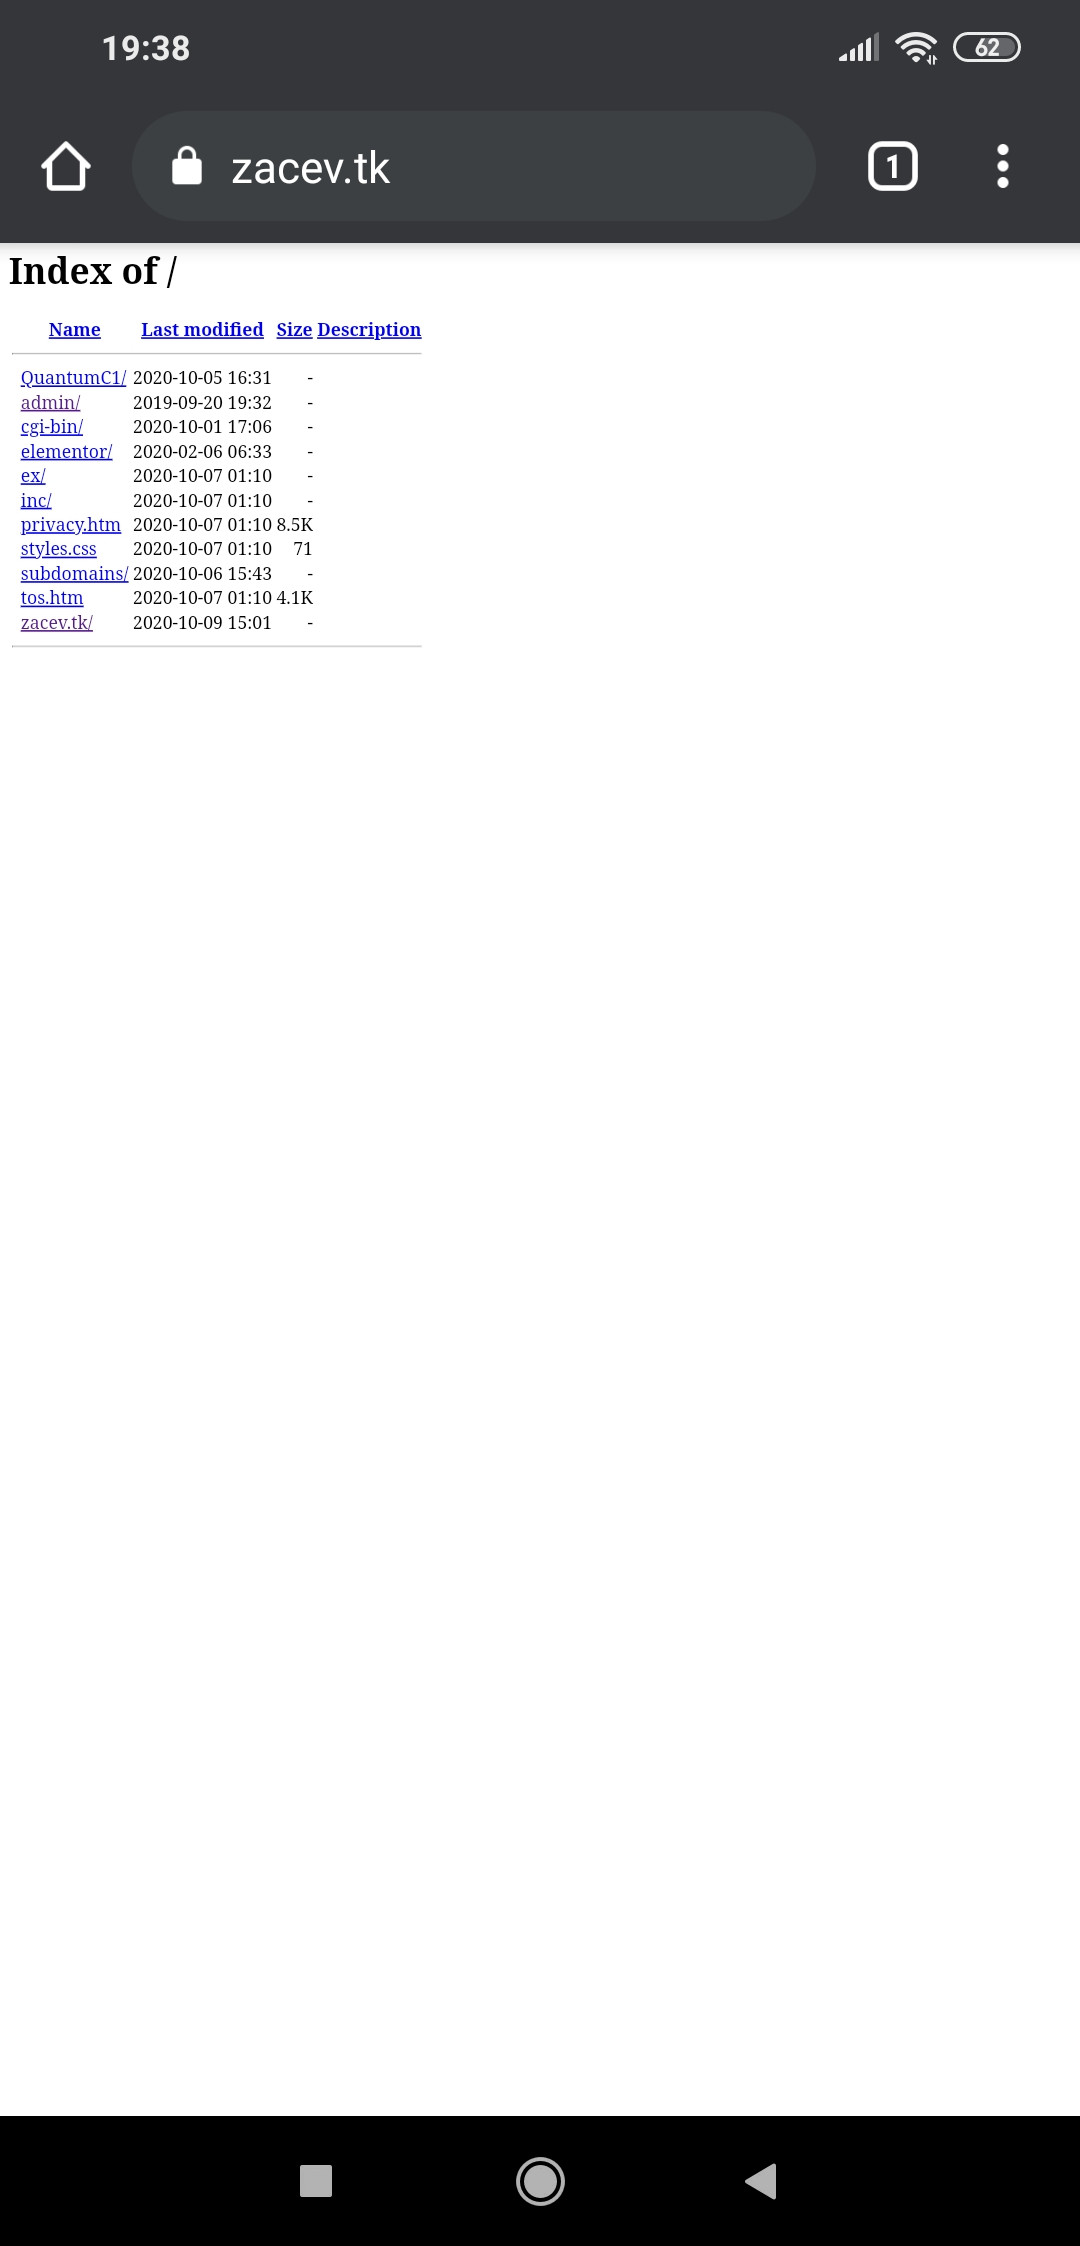 19:38
62
zacev.tk
1
Index of /
Name Last modified Size Description
QuantumC1/ 2020-10-05 16:31 -
admin/ 2019-09-20 19:32 -
cgi-bin/ 2020-10-01 17:06 -
elementor/ 2020-02-06 06:33 -
ex/ 2020-10-07 01:10 -
inc/ 2020-10-07 01:10 -
privacy.htm 2020-10-07 01:10 8.5K
styles.css 2020-10-07 01:10 71
subdomains/ 2020-10-06 15:43 -
tos.htm 2020-10-07 01:10 4.1K
zacev.tk/ 2020-10-09 15:01 -